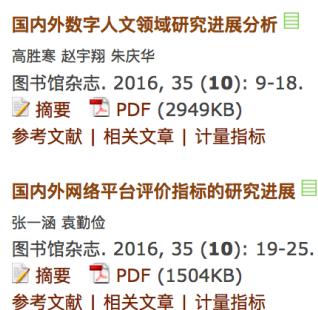 国内外数字人文领域研究进展分析
高胜寒 赵宇翔 朱庆华
图书馆杂志. 2016, 35 (10): 9-18.
摘要 PDF (2949KB)
参考文献 | 相关文章 | 计量指标
国内外网络平台评价指标的研究进展
张一涵 袁勤俭
图书馆杂志. 2016, 35 (10): 19-25.
摘要 PDF (1504KB)
参考文献 | 相关文章 | 计量指标